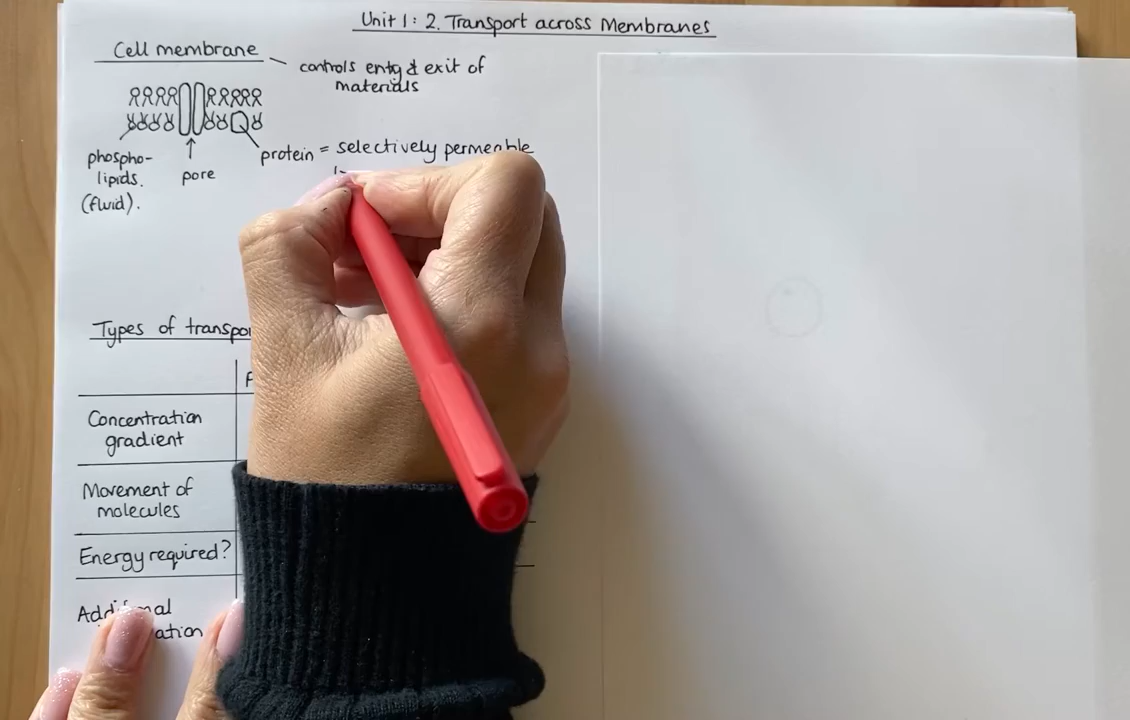 Unit 1: 2. Transport across Membranes
Cell membrane
controls entry & exit of
materials
phospho-
lipids.
(fluid).
pore
protein = selectively permeable
Types of transpo
Concentration
gradient
Movement of
molecules
Energy required?